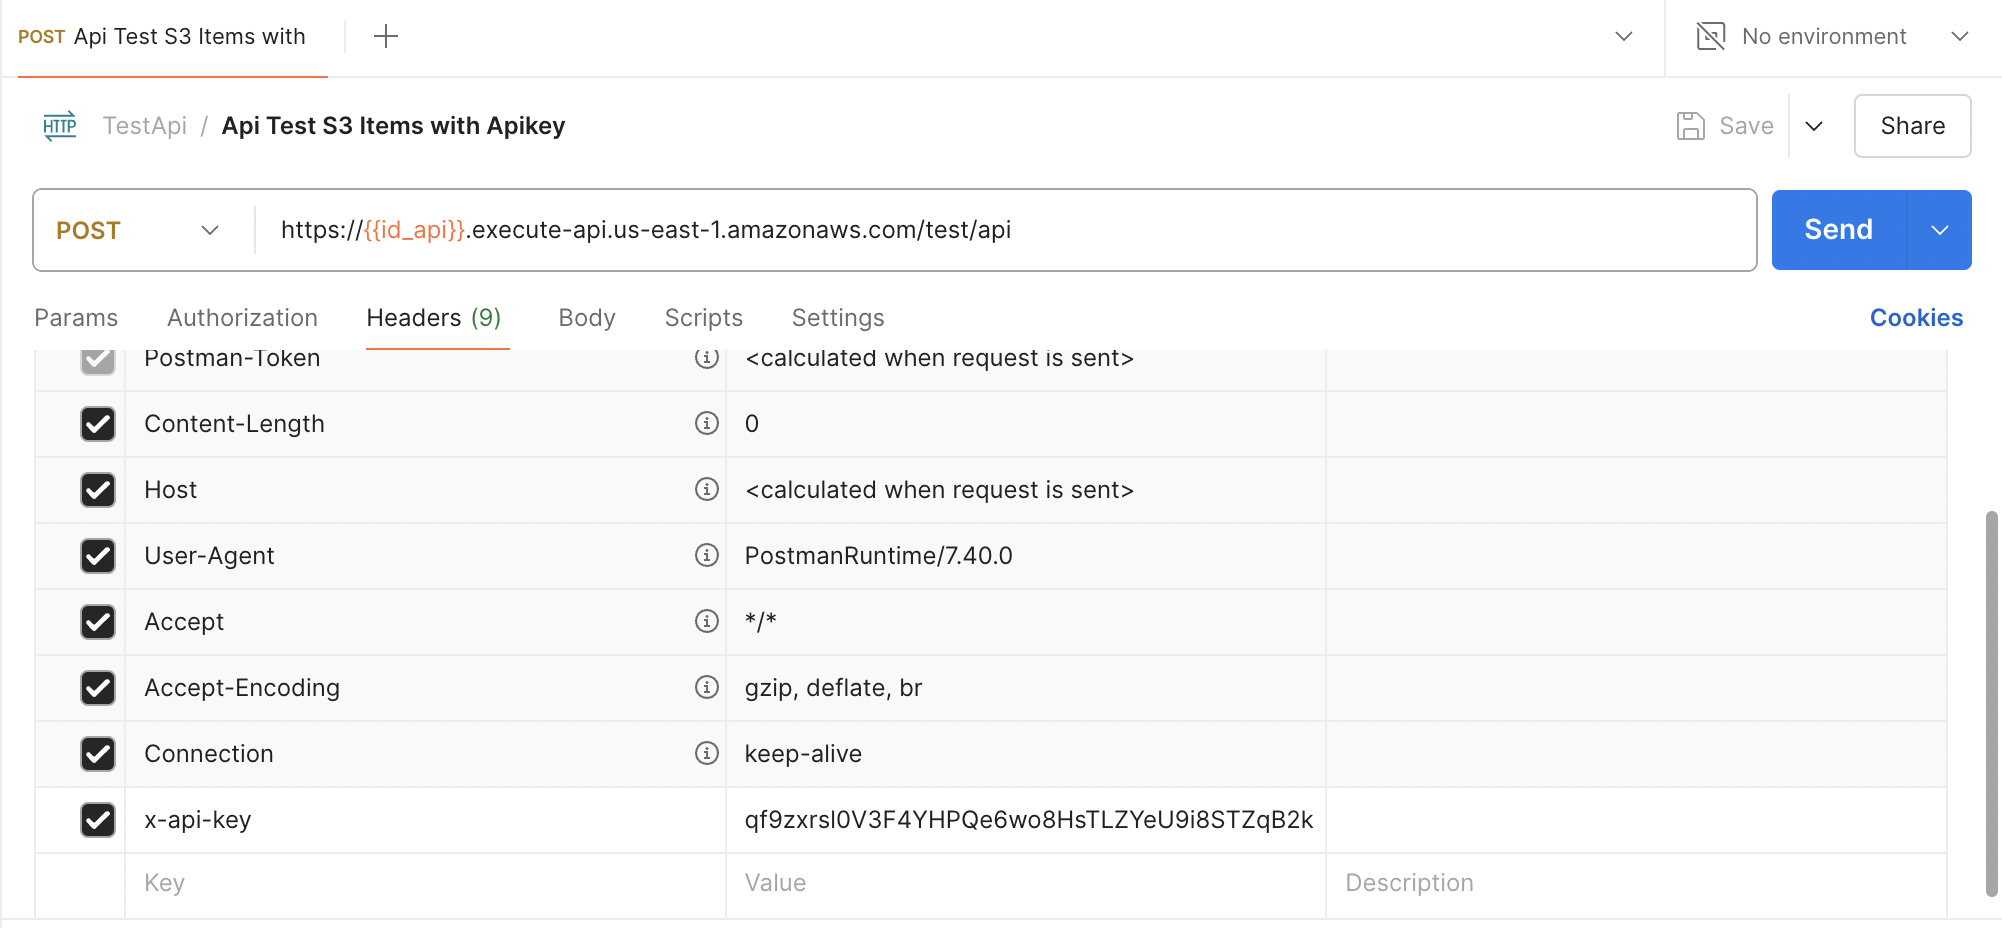 POST Api Test S3 Items with
No environment
HTTP TestApi / Api Test S3 Items with Apikey
Save
Share
POST
https://{{id_api}}.execute-api.us-east-1.amazonaws.com/test/api
Send
Params Authorization Headers (9) Body Scripts Settings Cookies
Postman-Token <calculated when request is sent>
Content-Length 0
Host <calculated when request is sent>
User-Agent PostmanRuntime/7.40.0
Accept */*
Accept-Encoding gzip, deflate, br
Connection keep-alive
x-api-key qf9zxrsl0V3F4YHPQe6wo8HsTLZYeU9i8STZqB2k
Key Value Description